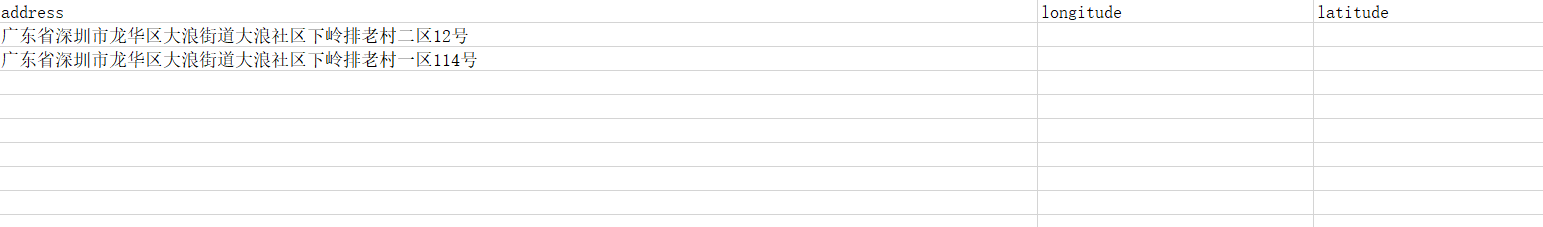 address longitude latitude
广东省深圳市龙华区大浪街道大浪社区下岭排老村二区12号
广东省深圳市龙华区大浪街道大浪社区下岭排老村一区114号